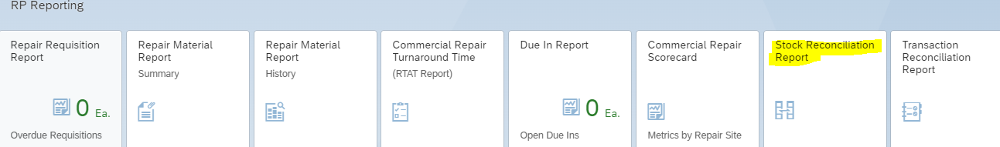 RP Reporting
Repair Requisition
Report
0 Ea.
Overdue Requisitions
Repair Material
Report
Summary
Repair Material
Report
History
Commercial Repair
Turnaround Time
(RTAT Report)
Due In Report
0 Ea.
Open Due Ins
Commercial Repair
Scorecard
Metrics by Repair Site
Stock Reconciliation
Report
Transaction
Reconciliation
Report